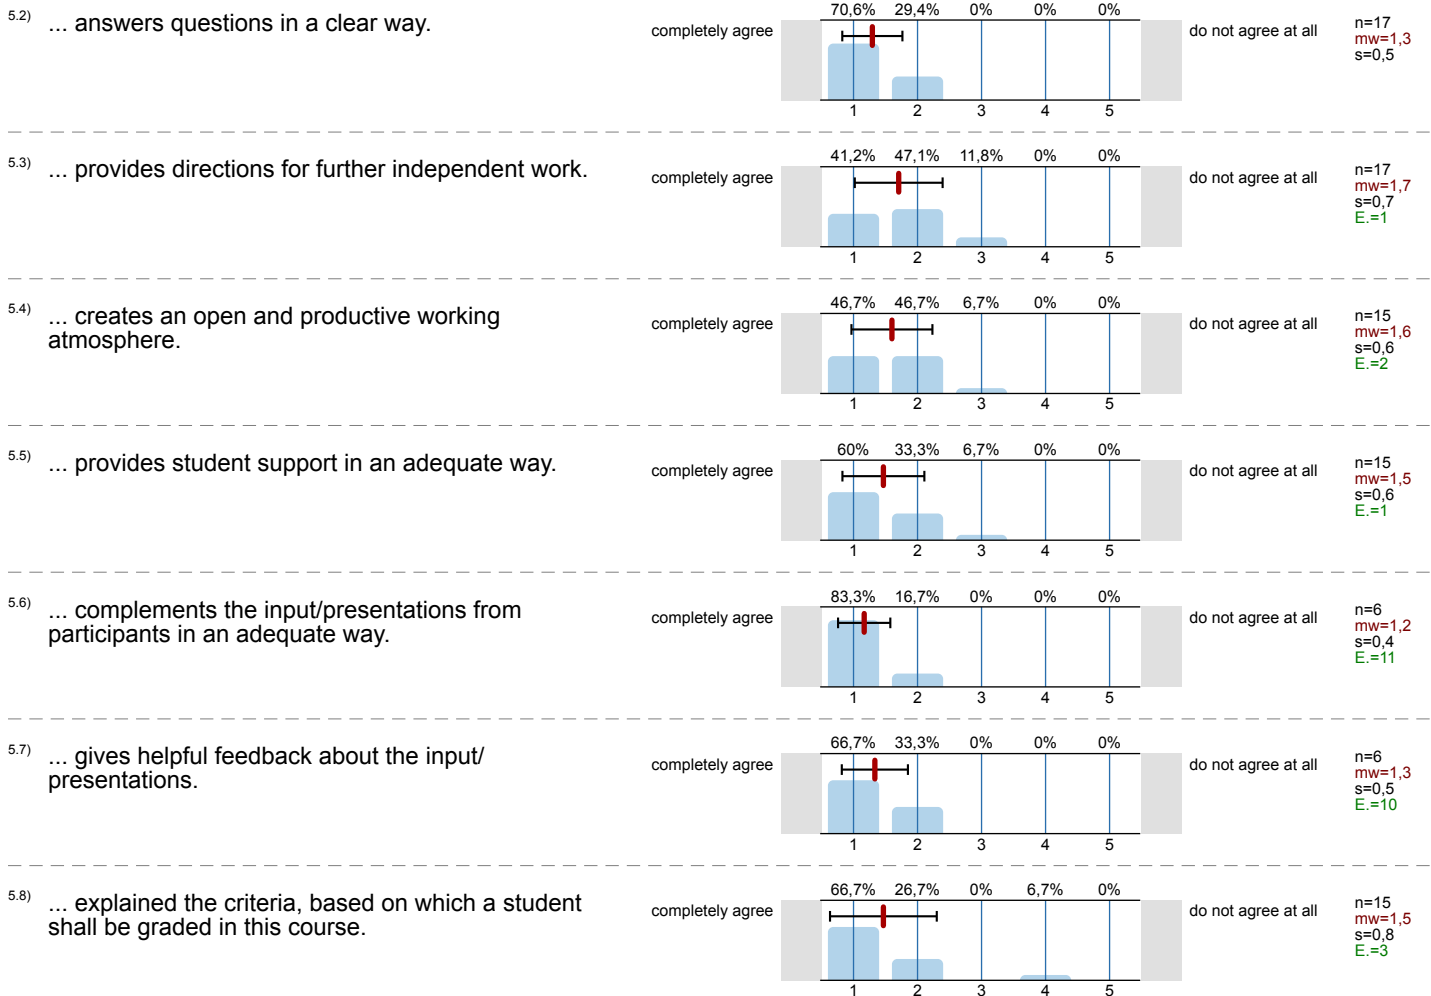 5.2) ... answers questions in a clear way.
completely agree
70,6% 29,4% 0% 0% 0%
1 2 3 4 5
do not agree at all
n=17
mw=1,3
s=0,5
5.3) ... provides directions for further independent work.
completely agree
41,2% 47,1% 11,8% 0% 0%
1 2 3 4 5
do not agree at all
n=17
mw=1,7
s=0,7
E.=1
5.4) ... creates an open and productive working
atmosphere.
completely agree
46,7% 46,7% 6,7% 0% 0%
1 2 3 4 5
do not agree at all
n=15
mw=1,6
s=0,6
E.=2
5.5) ... provides student support in an adequate way.
completely agree
60% 33,3% 6,7% 0% 0%
1 2 3 4 5
do not agree at all
n=15
mw=1,5
s=0,6
E.=1
5.6) ... complements the input/presentations from
participants in an adequate way.
completely agree
83,3% 16,7% 0% 0% 0%
1 2 3 4 5
do not agree at all
n=6
mw=1,2
s=0,4
E.=11
5.7) ... gives helpful feedback about the input/
presentations.
completely agree
66,7% 33,3% 0% 0% 0%
1 2 3 4 5
do not agree at all
n=6
mw=1,3
s=0,5
E.=10
5.8) ... explained the criteria, based on which a student
shall be graded in this course.
completely agree
66,7% 26,7% 0% 6,7% 0%
1 2 3 4 5
do not agree at all
n=15
mw=1,5
s=0,8
E.=3